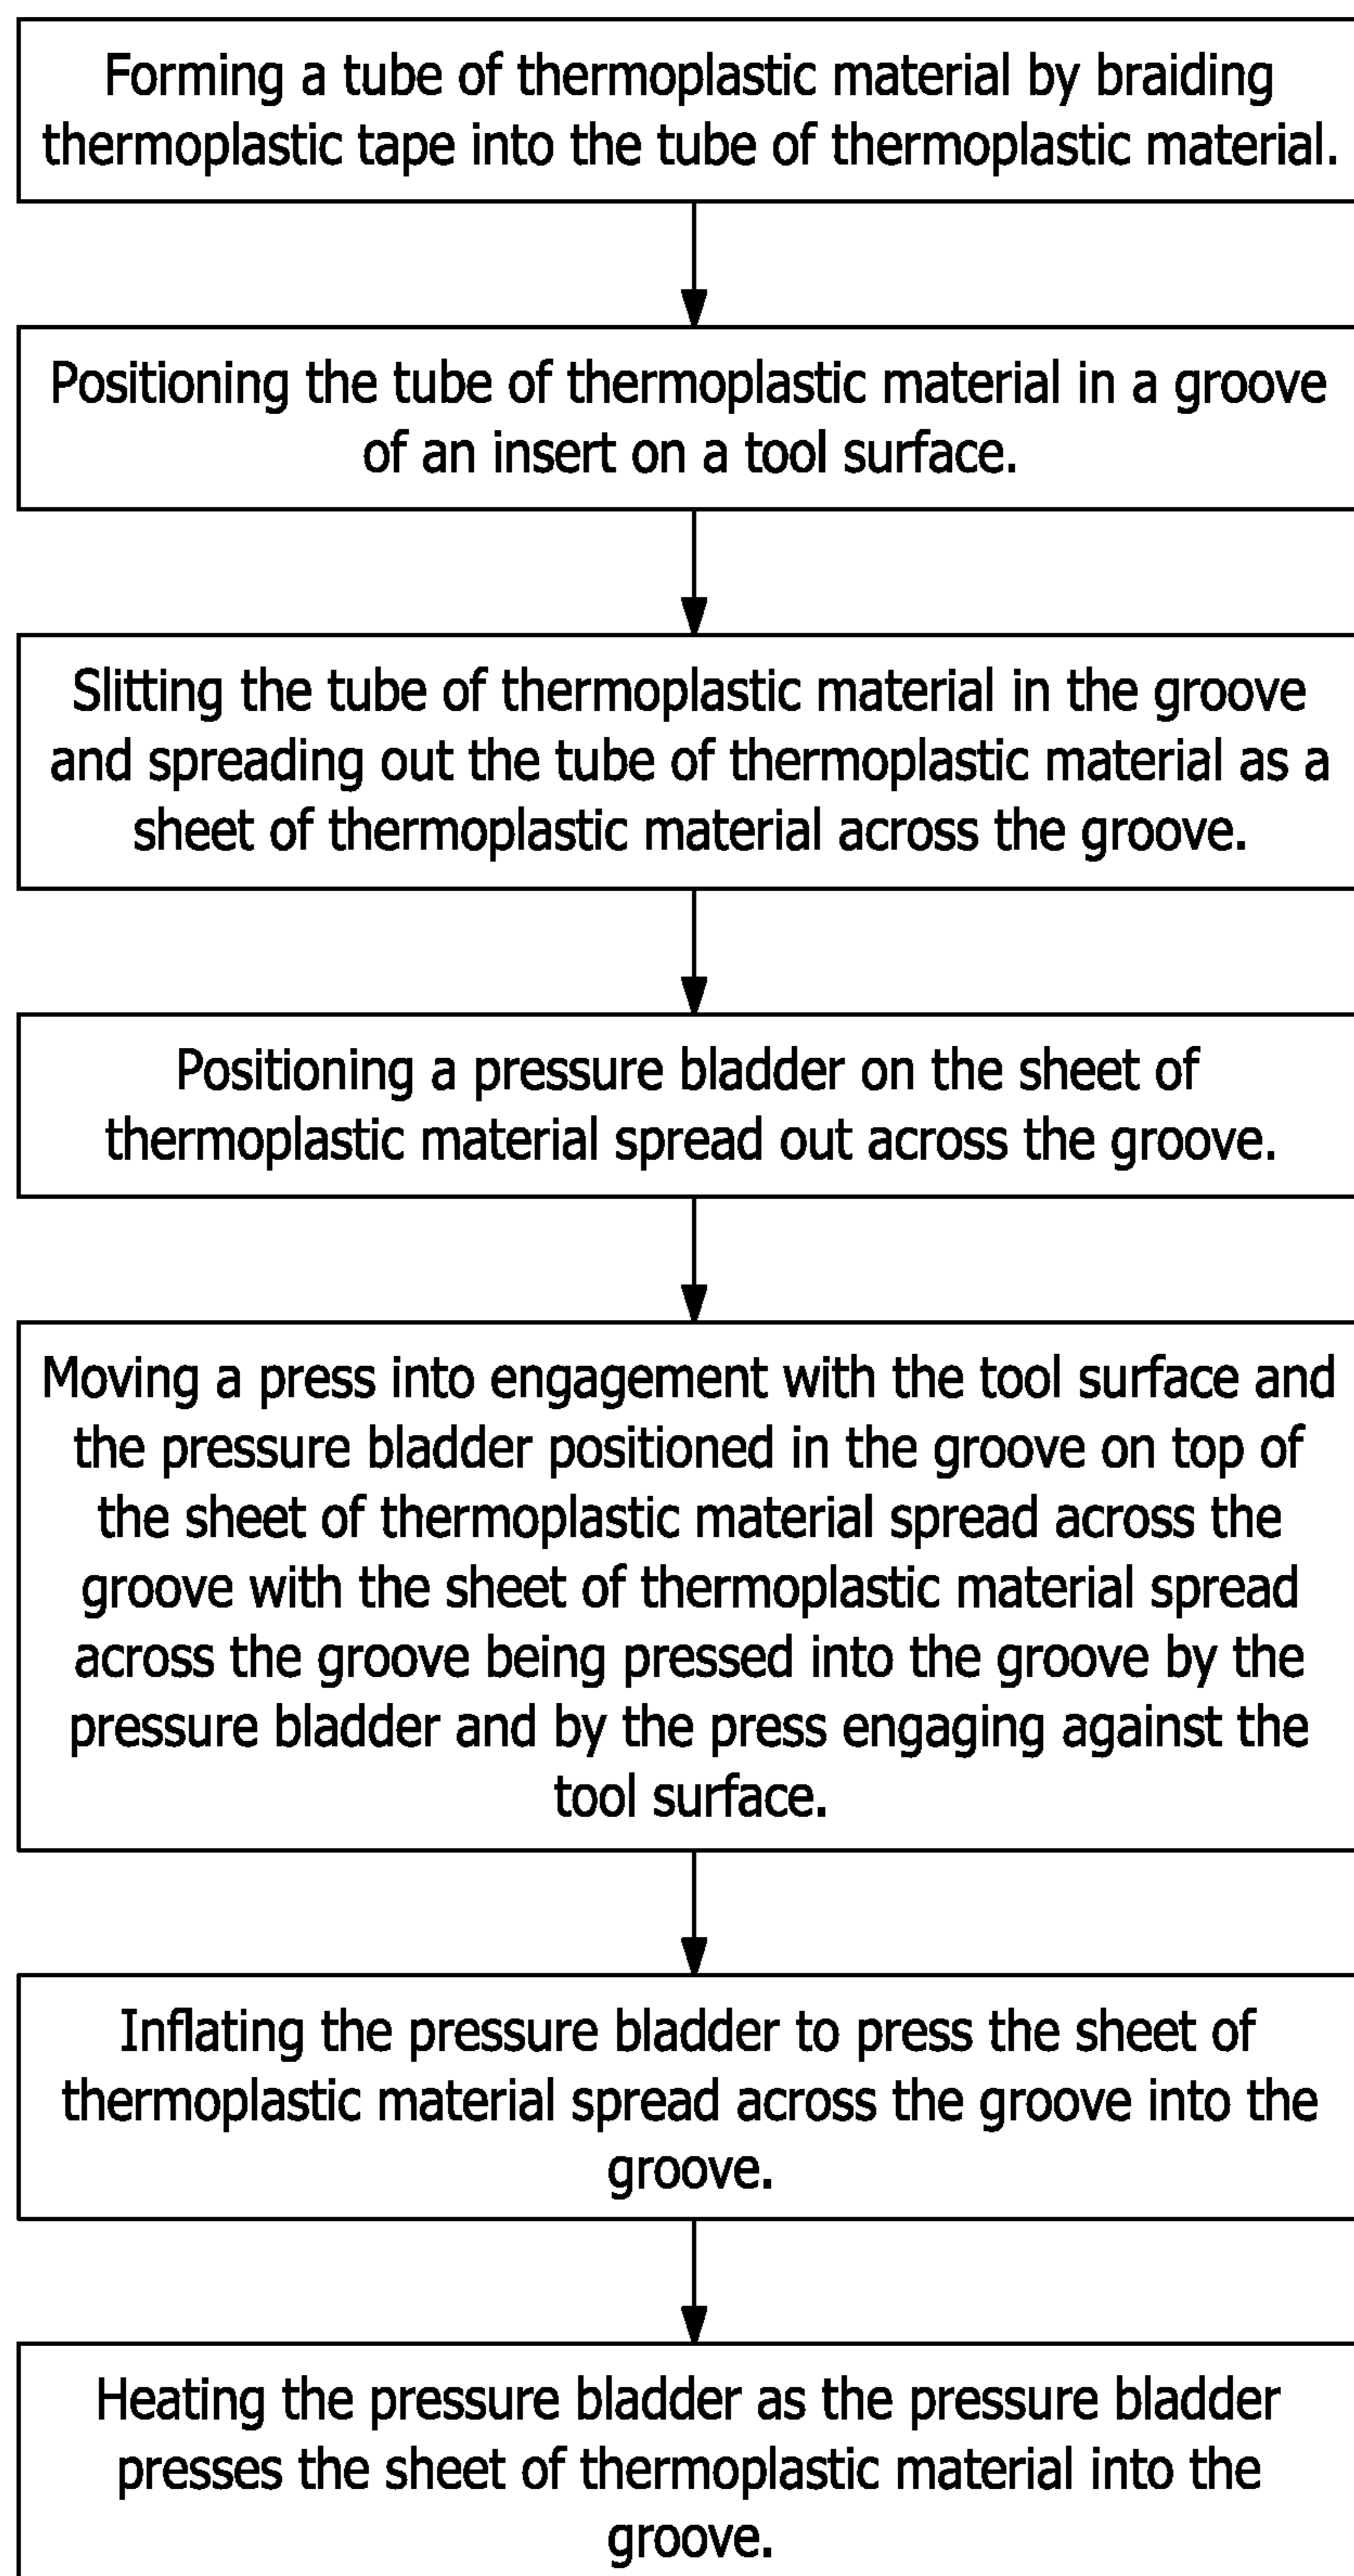 Forming a tube of thermoplastic material by braiding
thermoplastic tape into the tube of thermoplastic material.
Positioning the tube of thermoplastic material in a groove
of an insert on a tool surface.
Slitting the tube of thermoplastic material in the groove
and spreading out the tube of thermoplastic material as a
sheet of thermoplastic material across the groove.
Positioning a pressure bladder on the sheet of
thermoplastic material spread out across the groove.
Moving a press into engagement with the tool surface and
the pressure bladder positioned in the groove on top of
the sheet of thermoplastic material spread across the
groove with the sheet of thermoplastic material spread
across the groove being pressed into the groove by the
pressure bladder and by the press engaging against the
tool surface.
Inflating the pressure bladder to press the sheet of
thermoplastic material spread across the groove into the
groove.
Heating the pressure bladder as the pressure bladder
presses the sheet of thermoplastic material into the
groove.